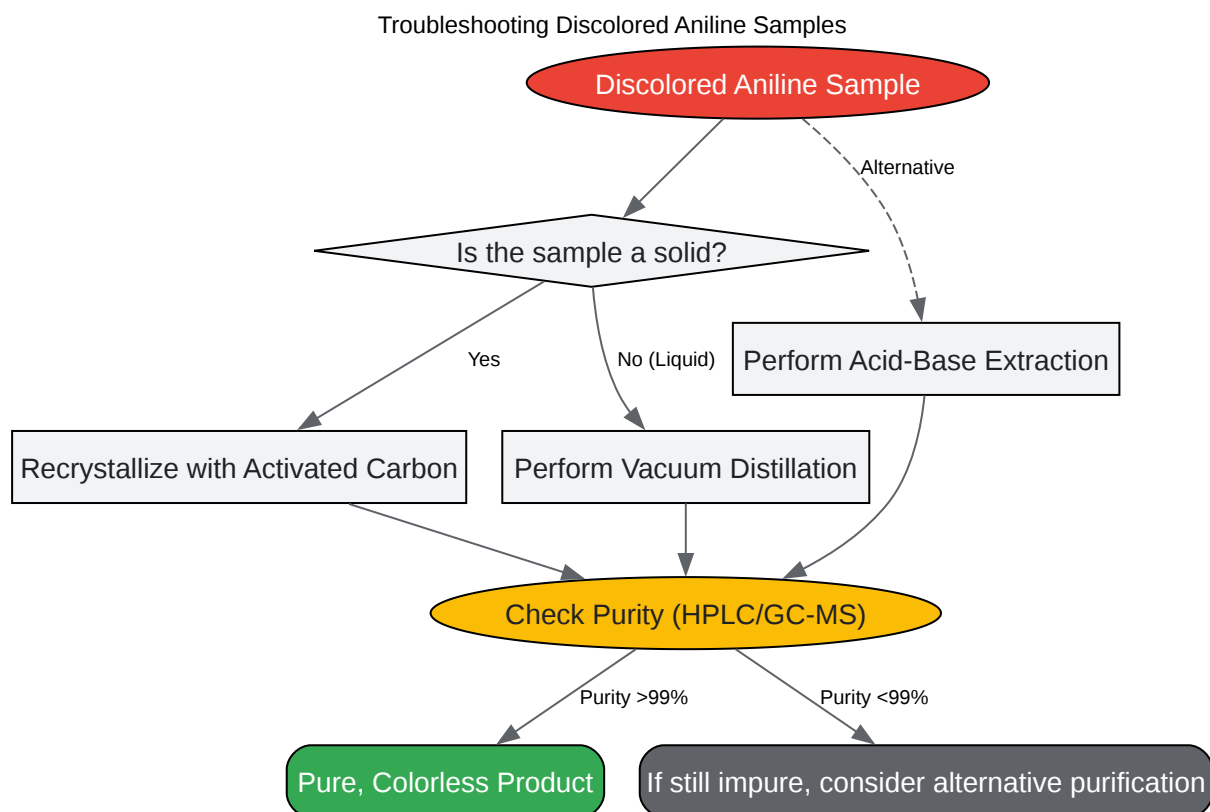 Troubleshooting Discolored Aniline Samples
Discolored Aniline Sample
Alternative
Is the sample a solid?
Yes
No (Liquid)
Perform Acid-Base Extraction
Recrystallize with Activated Carbon
Perform Vacuum Distillation
Check Purity (HPLC/GC-MS)
Purity >99%
Purity <99%
Pure, Colorless Product
If still impure, consider alternative purification